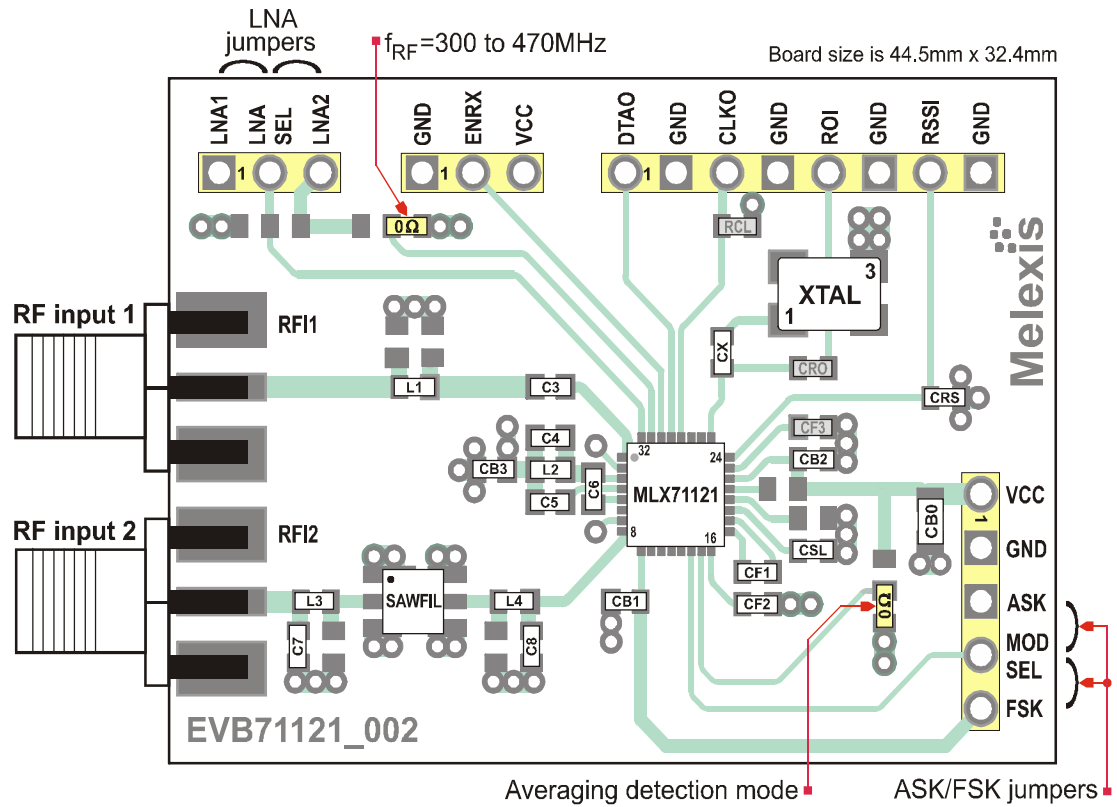 LNA
jumpers
fRF=300 to 470MHz
Board size is 44.5mm x 32.4mm
LNA1
LNA
SEL
LNA2
GND
ENRX
VCC
DTAO
GND
CLKO
GND
ROI
GND
RSSI
GND
1
1
1
0Ω
RCL
3
XTAL
1
Melexis
RF input 1
RFI1
CX
CRO
L1
C3
CRS
C4
CF3
32
24
CB3
L2
C6
CB2
MLX71121
C5
VCC
1
CB0
RF input 2
RFI2
8
16
CSL
GND
CF1
SAWFIL
L3
L4
CB1
CF2
0Ω
ASK
MOD
SEL
C7
C8
FSK
EVB71121_002
Averaging detection mode
ASK/FSK jumpers